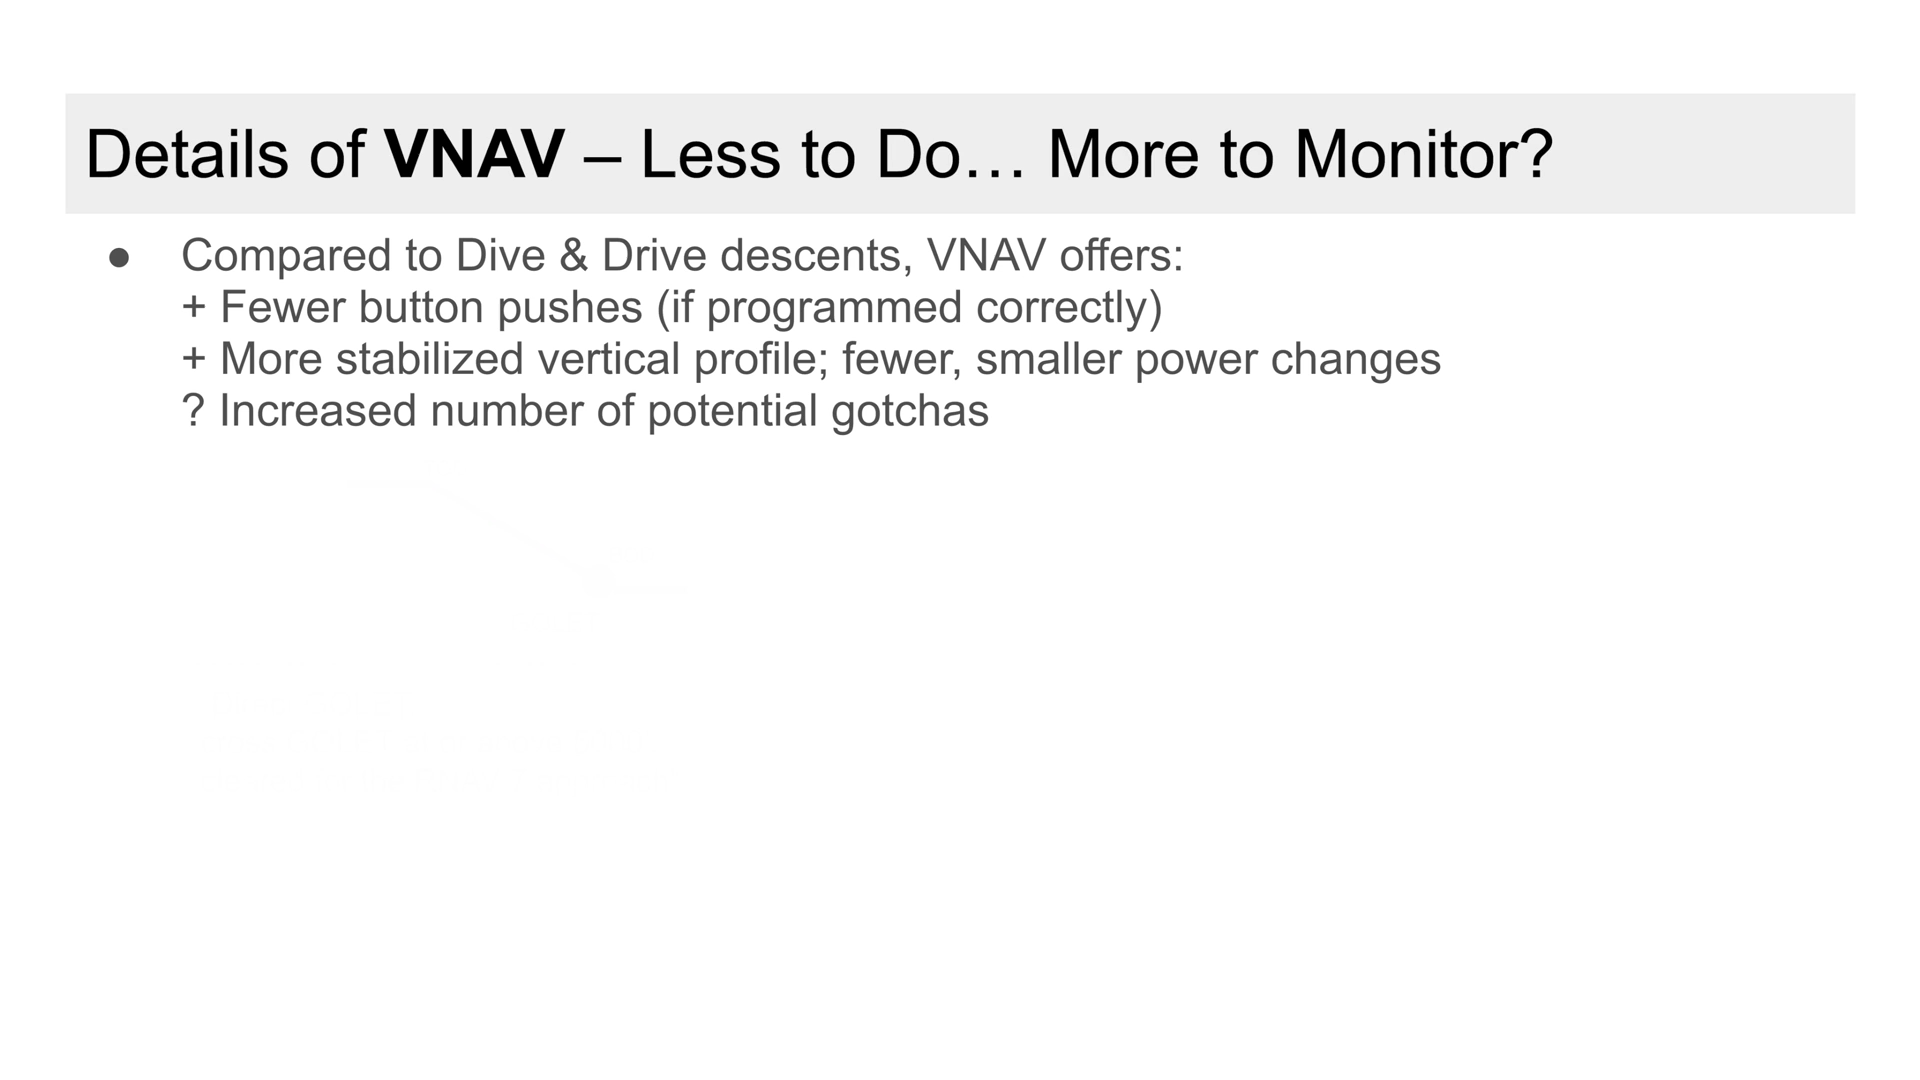 Details of VNAV – Less to Do… More to Monitor?
● Compared to Dive & Drive descents, VNAV offers:
+ Fewer button pushes (if programmed correctly)
+ More stabilized vertical profile; fewer, smaller power changes
? Increased number of potential gotchas